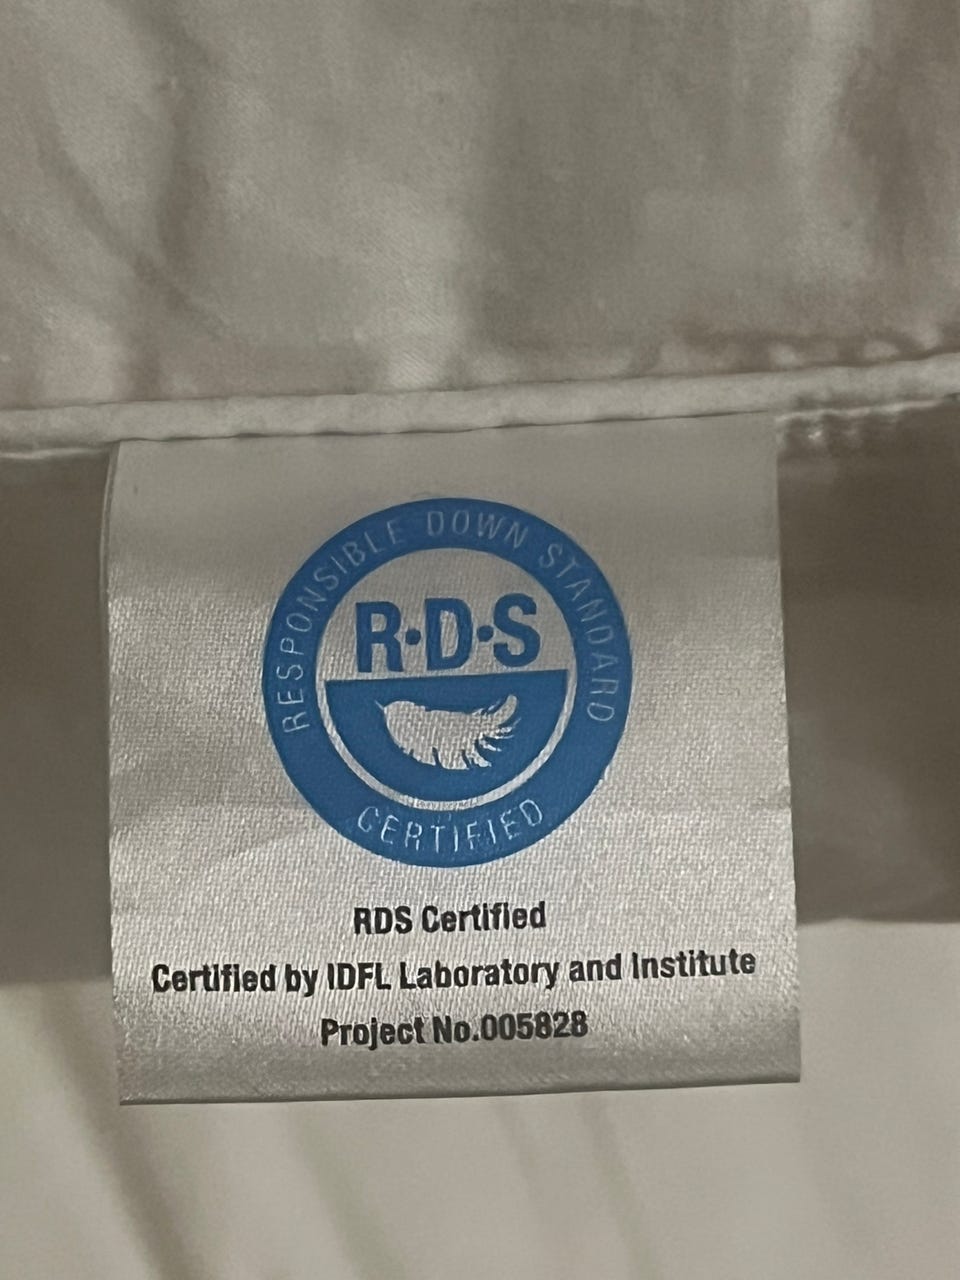 RESPONSIBLE DOWN STANDARD
R·D·S
CERTIFIED
RDS Certified
Certified by IDFL Laboratory and Institute
Project No.005828